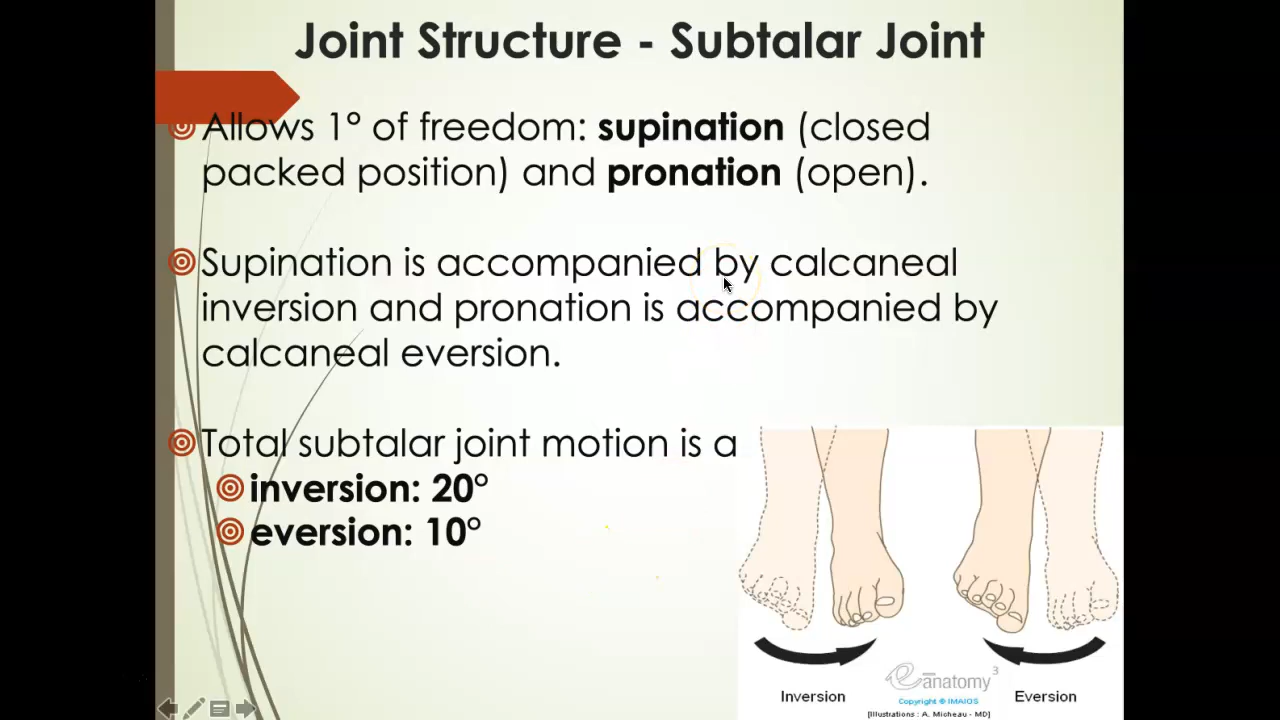 Joint Structure - Subtalar Joint
Allows 1° of freedom: supination (closed
packed position) and pronation (open).
Supination is accompanied by calcaneal
inversion and pronation is accompanied by
calcaneal eversion.
Total subtalar joint motion is a
inversion: 20°
eversion: 10°
e-anatomy 3
Copyright © IMAIOS
Inversion
Eversion
[Illustrations : A. Micheau - MD]